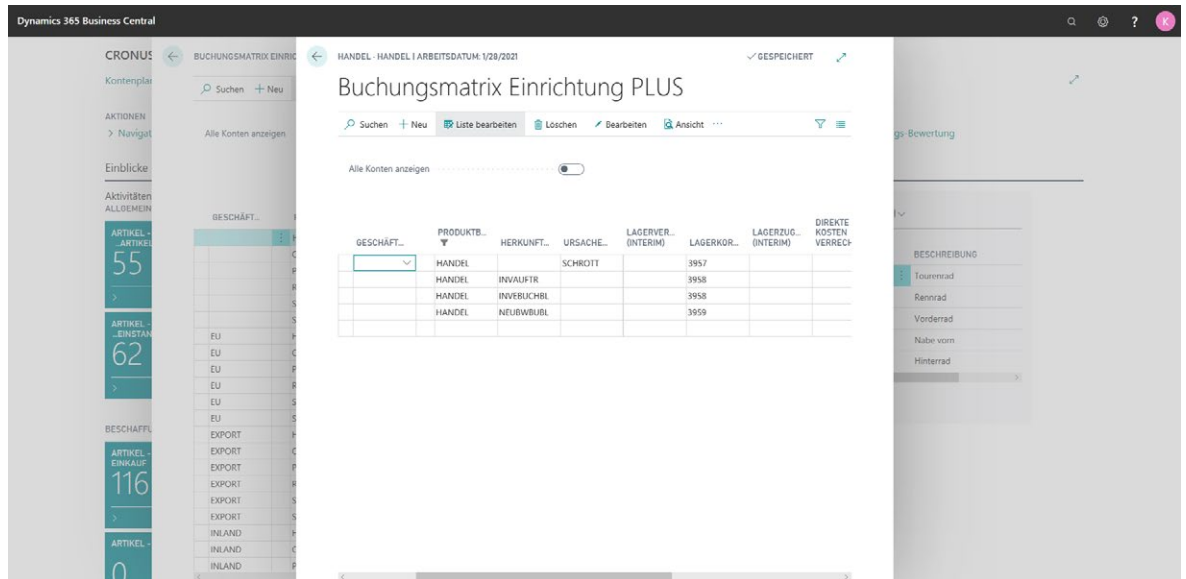 Dynamics 365 Business Central
?
K
CRONUS
Kontenplan
AKTIONEN
> Navigat
Einblicke
Aktivitäten
ALLGEMEIN
ARTIKEL -
...ARTIKEL
55
ARTIKEL -
...EINSTAN
62
BESCHAFFU
ARTIKEL -
EINKAUF
116
ARTIKEL -
0
BUCHUNGSMATRIX EINRIC
Suchen + Neu
Alle Konten anzeigen
GESCHÄFT...
EU
EU
EU
EU
EU
EU
EXPORT
EXPORT
EXPORT
EXPORT
EXPORT
EXPORT
INLAND
INLAND
INLAND
HANDEL · HANDEL | ARBEITSDATUM: 1/28/2021
GESPEICHERT
Buchungsmatrix Einrichtung PLUS
Suchen + Neu Liste bearbeiten Löschen Bearbeiten Ansicht ...
Alle Konten anzeigen
GESCHÄFT... PRODUKTB... HERKUNFT... URSACHE... LAGERVER... (INTERIM) LAGERKOR... LAGERZUG... (INTERIM) DIREKTE KOSTEN VERRECH
HANDEL SCHROTT 3957
HANDEL INVAUFTR 3958
HANDEL INVEBUCHBL 3958
HANDEL NEUBWBUBL 3959
gs-Bewertung
BESCHREIBUNG
Tourenrad
Rennrad
Vorderrad
Nabe vorn
Hinterrad